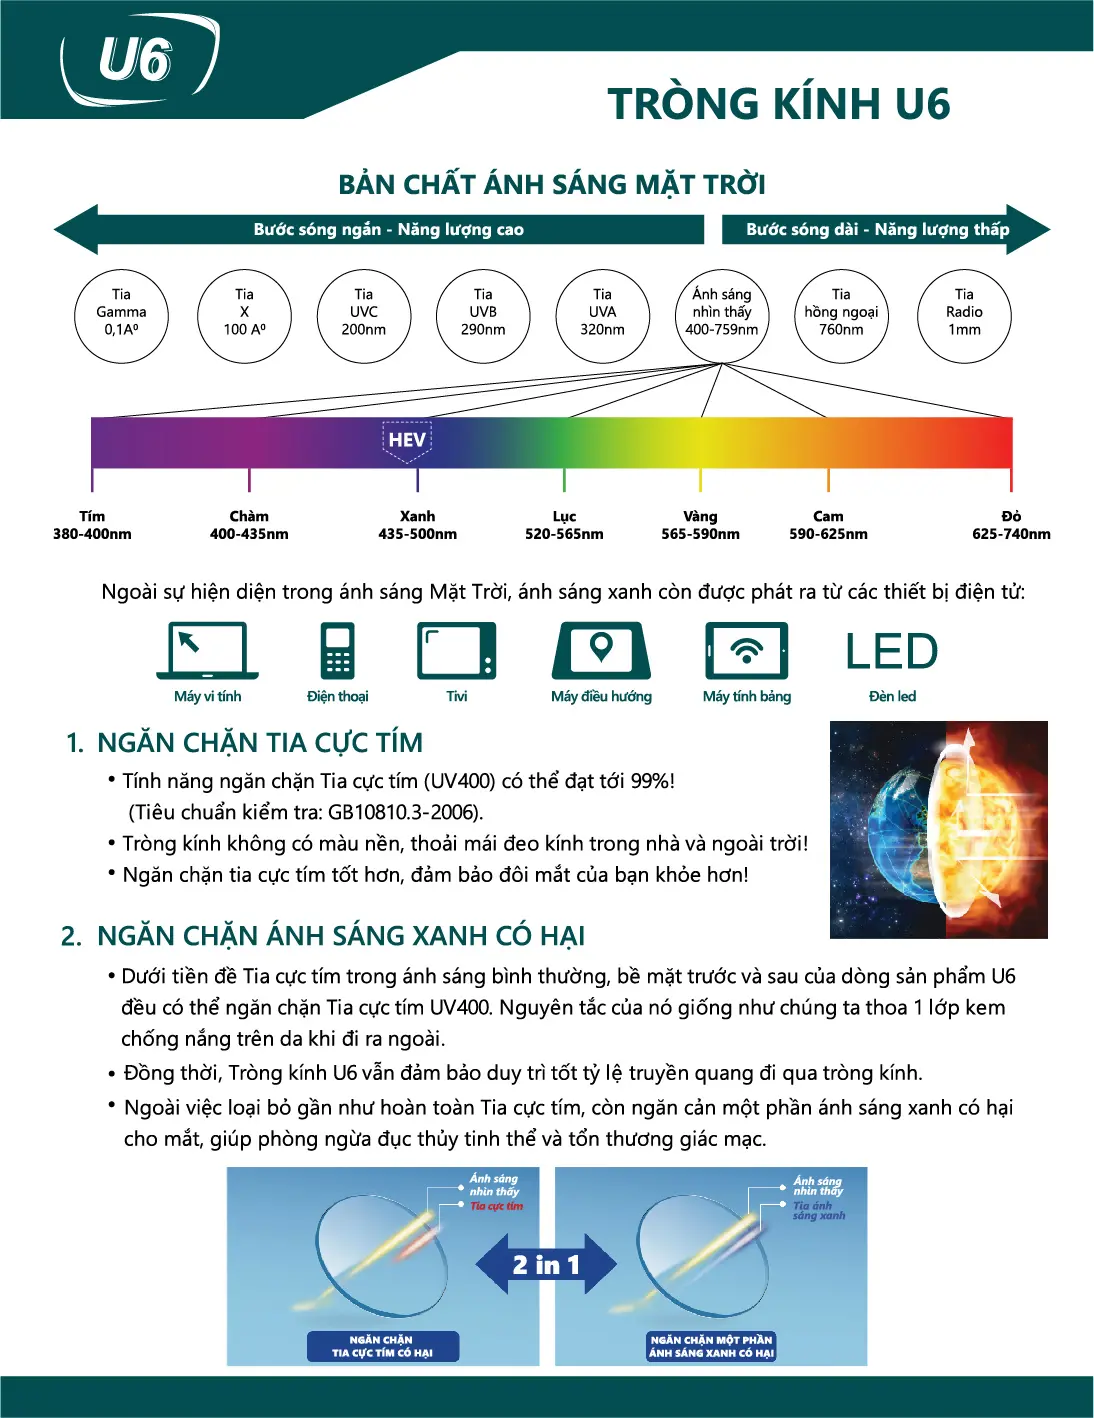 U6
TRÒNG KÍNH U6
BẢN CHẤT ÁNH SÁNG MẶT TRỜI
Bước sóng ngắn - Năng lượng cao
Bước sóng dài - Năng lượng thấp
Tia
Gamma
0,1Aº
Tia
X
100 Aº
Tia
UVC
200nm
Tia
UVB
290nm
Tia
UVA
320nm
Ánh sáng
nhìn thấy
400-759nm
Tia
hồng ngoại
760nm
Tia
Radio
1mm
HEV
Tím
380-400nm
Chàm
400-435nm
Xanh
435-500nm
Lục
520-565nm
Vàng
565-590nm
Cam
590-625nm
Đỏ
625-740nm
Ngoài sự hiện diện trong ánh sáng Mặt Trời, ánh sáng xanh còn được phát ra từ các thiết bị điện tử:
LED
Máy vi tính
Điện thoại
Tivi
Máy điều hướng
Máy tính bảng
Đèn led
1. NGĂN CHẶN TIA CỰC TÍM
• Tính năng ngăn chặn Tia cực tím (UV400) có thể đạt tới 99%!
(Tiêu chuẩn kiểm tra: GB10810.3-2006).
• Tròng kính không có màu nền, thoải mái đeo kính trong nhà và ngoài trời!
• Ngăn chặn tia cực tím tốt hơn, đảm bảo đôi mắt của bạn khỏe hơn!
2. NGĂN CHẶN ÁNH SÁNG XANH CÓ HẠI
• Dưới tiền đề Tia cực tím trong ánh sáng bình thường, bề mặt trước và sau của dòng sản phẩm U6
đều có thể ngăn chặn Tia cực tím UV400. Nguyên tắc của nó giống như chúng ta thoa 1 lớp kem
chống nắng trên da khi đi ra ngoài.
• Đồng thời, Tròng kính U6 vẫn đảm bảo duy trì tốt tỷ lệ truyền quang đi qua tròng kính.
• Ngoài việc loại bỏ gần như hoàn toàn Tia cực tím, còn ngăn cản một phần ánh sáng xanh có hại
cho mắt, giúp phòng ngừa đục thủy tinh thể và tổn thương giác mạc.
Ánh sáng
nhìn thấy
Tia cực tím
NGĂN CHẶN
TIA CỰC TÍM CÓ HẠI
2 in 1
Ánh sáng
nhìn thấy
Tia ánh
sáng xanh
NGĂN CHẶN MỘT PHẦN
ÁNH SÁNG XANH CÓ HẠI